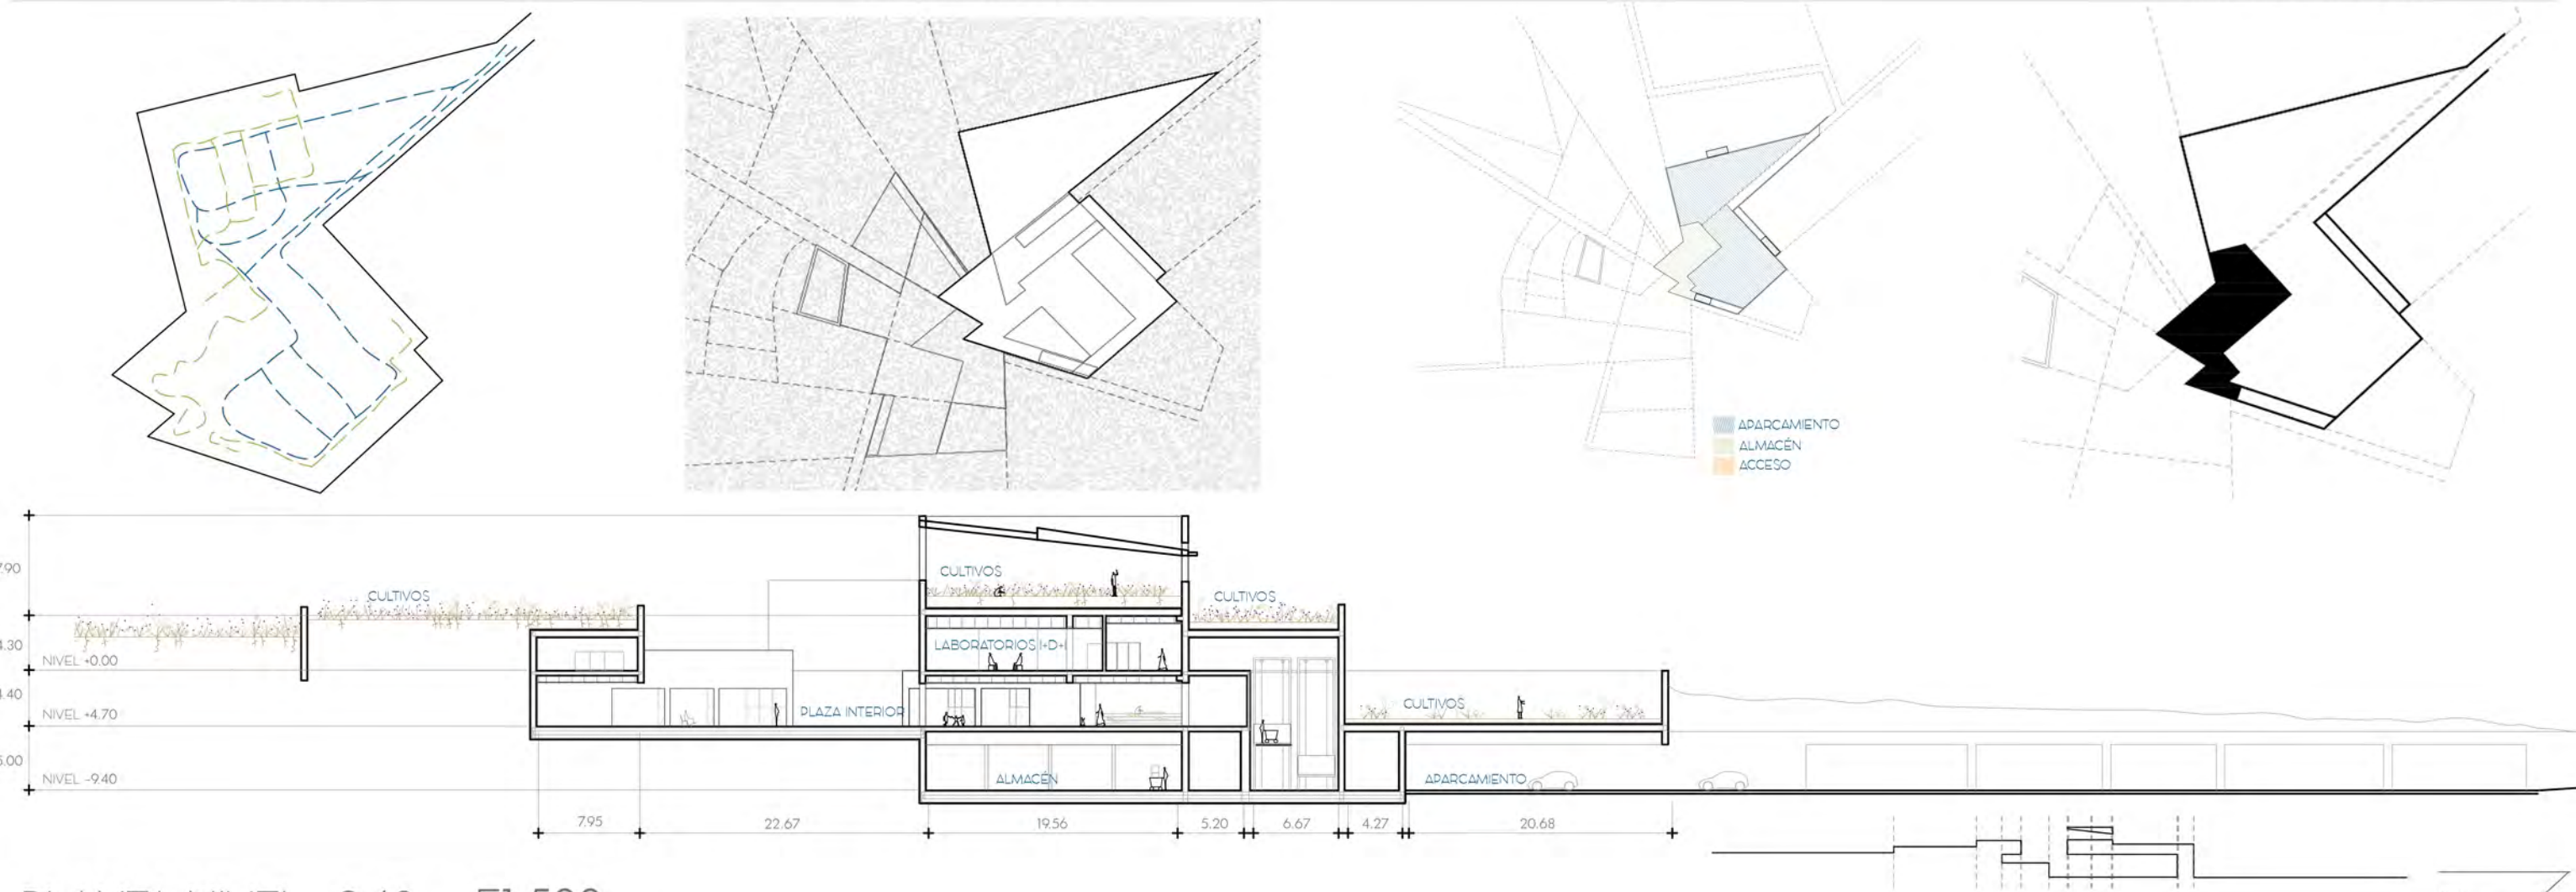 APARCAMIENTO
ALMACÉN
ACCESO
CULTIVOS
CULTIVOS
CULTIVOS
LABORATORIOS I+D+I
NIVEL +0.00
CULTIVOS
NIVEL +4.70
PLAZA INTERIOR
NIVEL -9.40
ALMACÉN
APARCAMIENTO
7.95
22.67
19.56
5.20
6.67
4.27
20.68